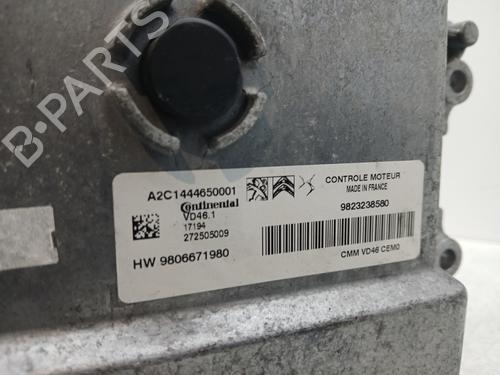 B-PARTS
A2C1444650001
Continental
VD46.1
17194
272505009
HW 9806671980
CONTROLE MOTEUR
MADE IN FRANCE
9823238580
CMM VD46 CEM0